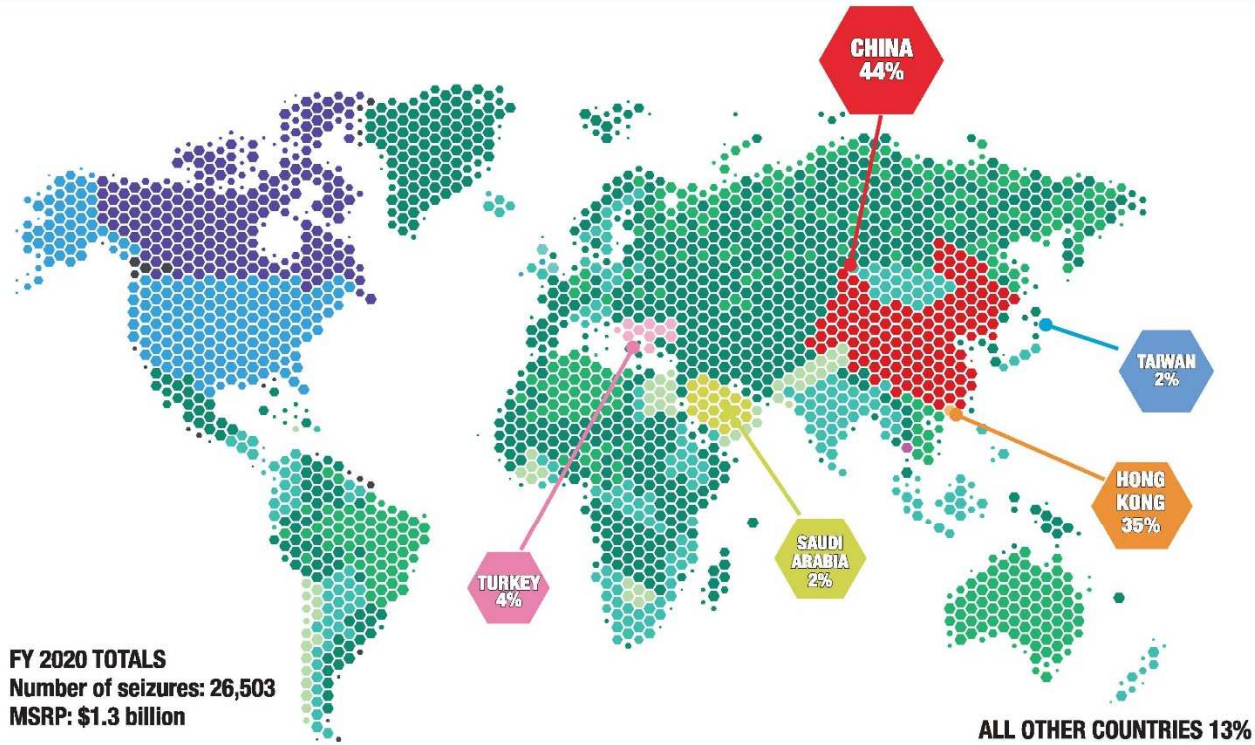 CHINA
44%
TAIWAN
2%
HONG
KONG
35%
SAUDI
ARABIA
2%
TURKEY
4%
FY 2020 TOTALS
Number of seizures: 26,503
MSRP: $1.3 billion
ALL OTHER COUNTRIES 13%